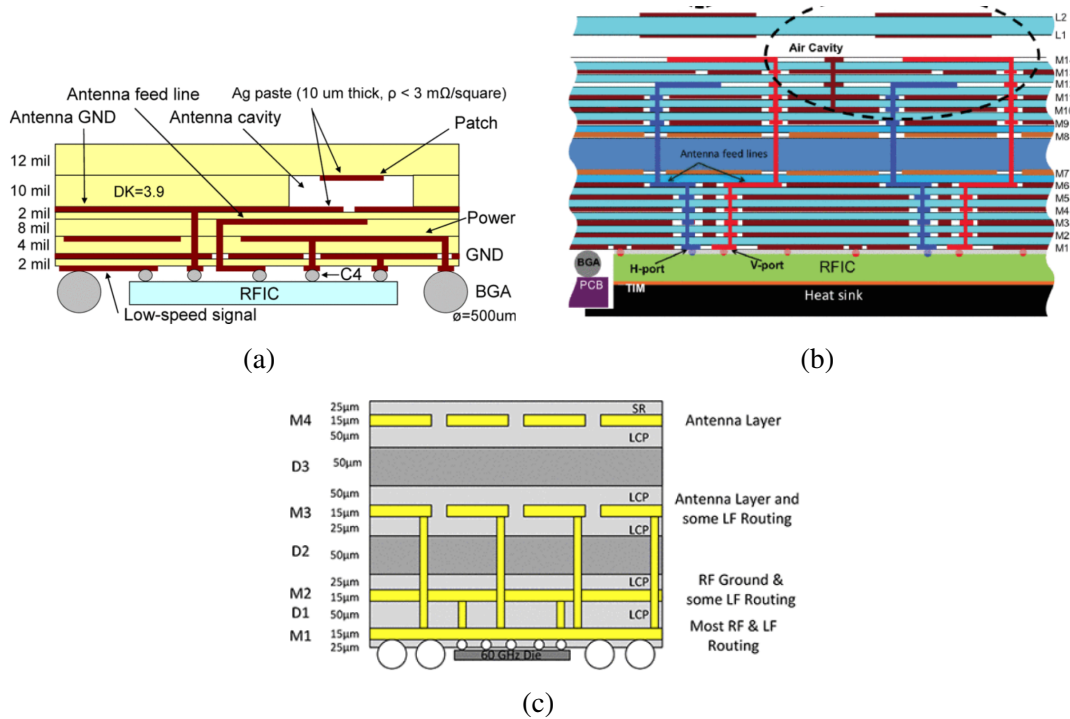 Antenna feed line
Ag paste (10 um thick, ρ < 3 mΩ/square)
Antenna GND
Antenna cavity
Patch
12 mil
10 mil
DK=3.9
2 mil
8 mil
Power
4 mil
GND
2 mil
C4
RFIC
BGA
Low-speed signal
ø=500um
(a)
L2
L1
Air Cavity
M9
M8
Antenna feed lines
M7
M6
M5
M4
M3
M2
M1
BGA
H-port
V-port
RFIC
PCB
TIM
Heat sink
(b)
25µm
SR
M4
15µm
Antenna Layer
50µm
LCP
D3
50µm
50µm
LCP
Antenna Layer and
M3
15µm
some LF Routing
25µm
LCP
D2
50µm
25µm
LCP
RF Ground &
M2
15µm
some LF Routing
D1
50µm
LCP
Most RF & LF
M1
15µm
Routing
25µm
60 GHz Die
(c)